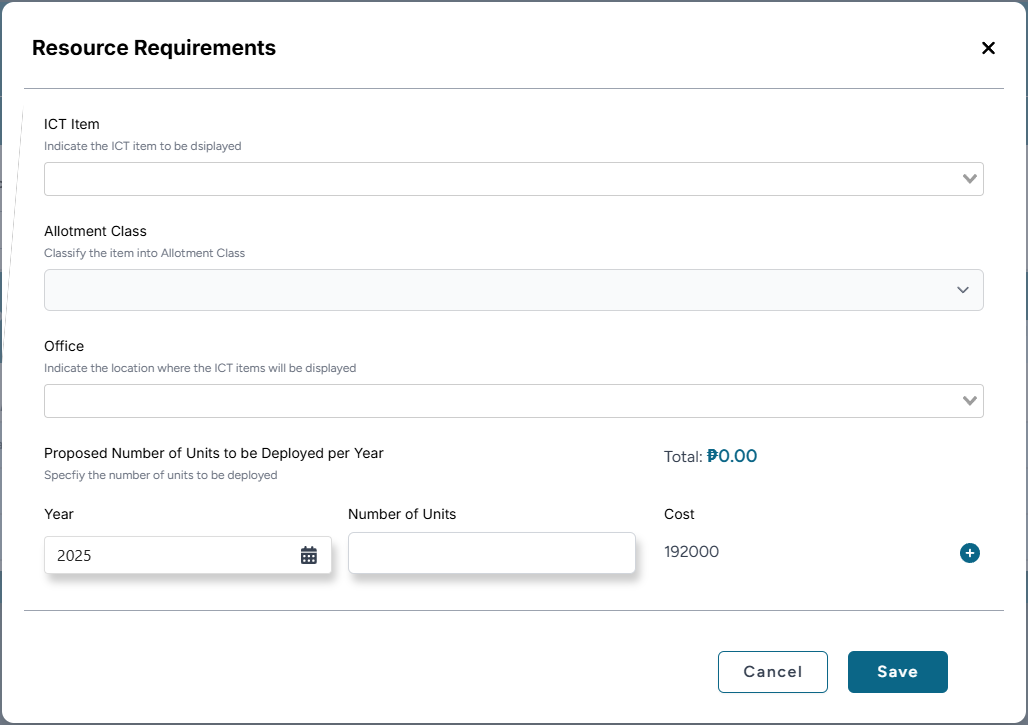 Resource Requirements
ICT Item
Indicate the ICT item to be dsiplayed
Allotment Class
Classify the item into Allotment Class
Office
Indicate the location where the ICT items will be displayed
Proposed Number of Units to be Deployed per Year
Total: ₱0.00
Specfiy the number of units to be deployed
Year
Number of Units
Cost
2025
192000
Cancel
Save